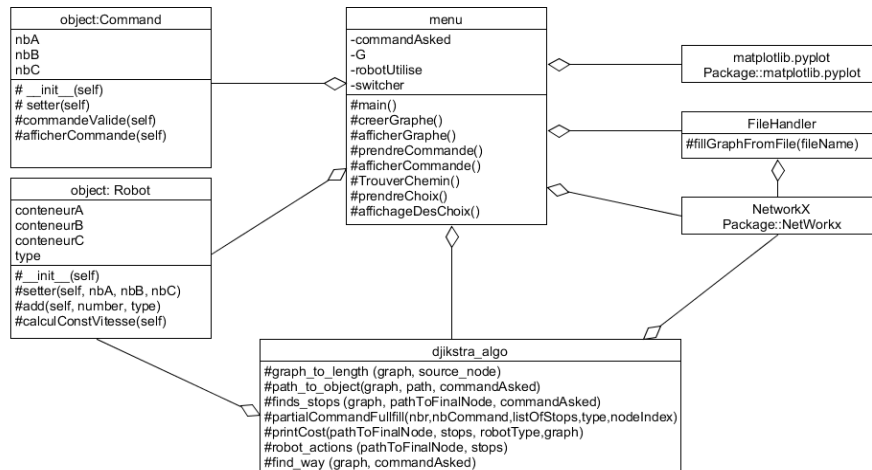 object:Command
nbA
nbB
nbC
# __init__(self)
# setter(self)
#commandeValide(self)
#afficherCommande(self)
menu
-commandAsked
-G
-robotUtilise
-switcher
#main()
#creerGraphe()
#afficherGraphe()
#prendreCommande()
#afficherCommande()
#TrouverChemin()
#prendreChoix()
#affichageDesChoix()
matplotlib.pyplot
Package::matplotlib.pyplot
FileHandler
#fillGraphFromFile(fileName)
NetworkX
Package::NetWorkx
object: Robot
conteneurA
conteneurB
conteneurC
type
#__init__(self)
#setter(self, nbA, nbB, nbC)
#add(self, number, type)
#calculConstVitesse(self)
djikstra_algo
#graph_to_length (graph, source_node)
#path_to_object(graph, path, commandAsked)
#finds_stops (graph, pathToFinalNode, commandAsked)
#partialCommandFullfill(nbr,nbCommand,listOfStops,type,nodeIndex)
#printCost(pathToFinalNode, stops, robotType,graph)
#robot_actions (pathToFinalNode, stops)
#find_way (graph, commandAsked)